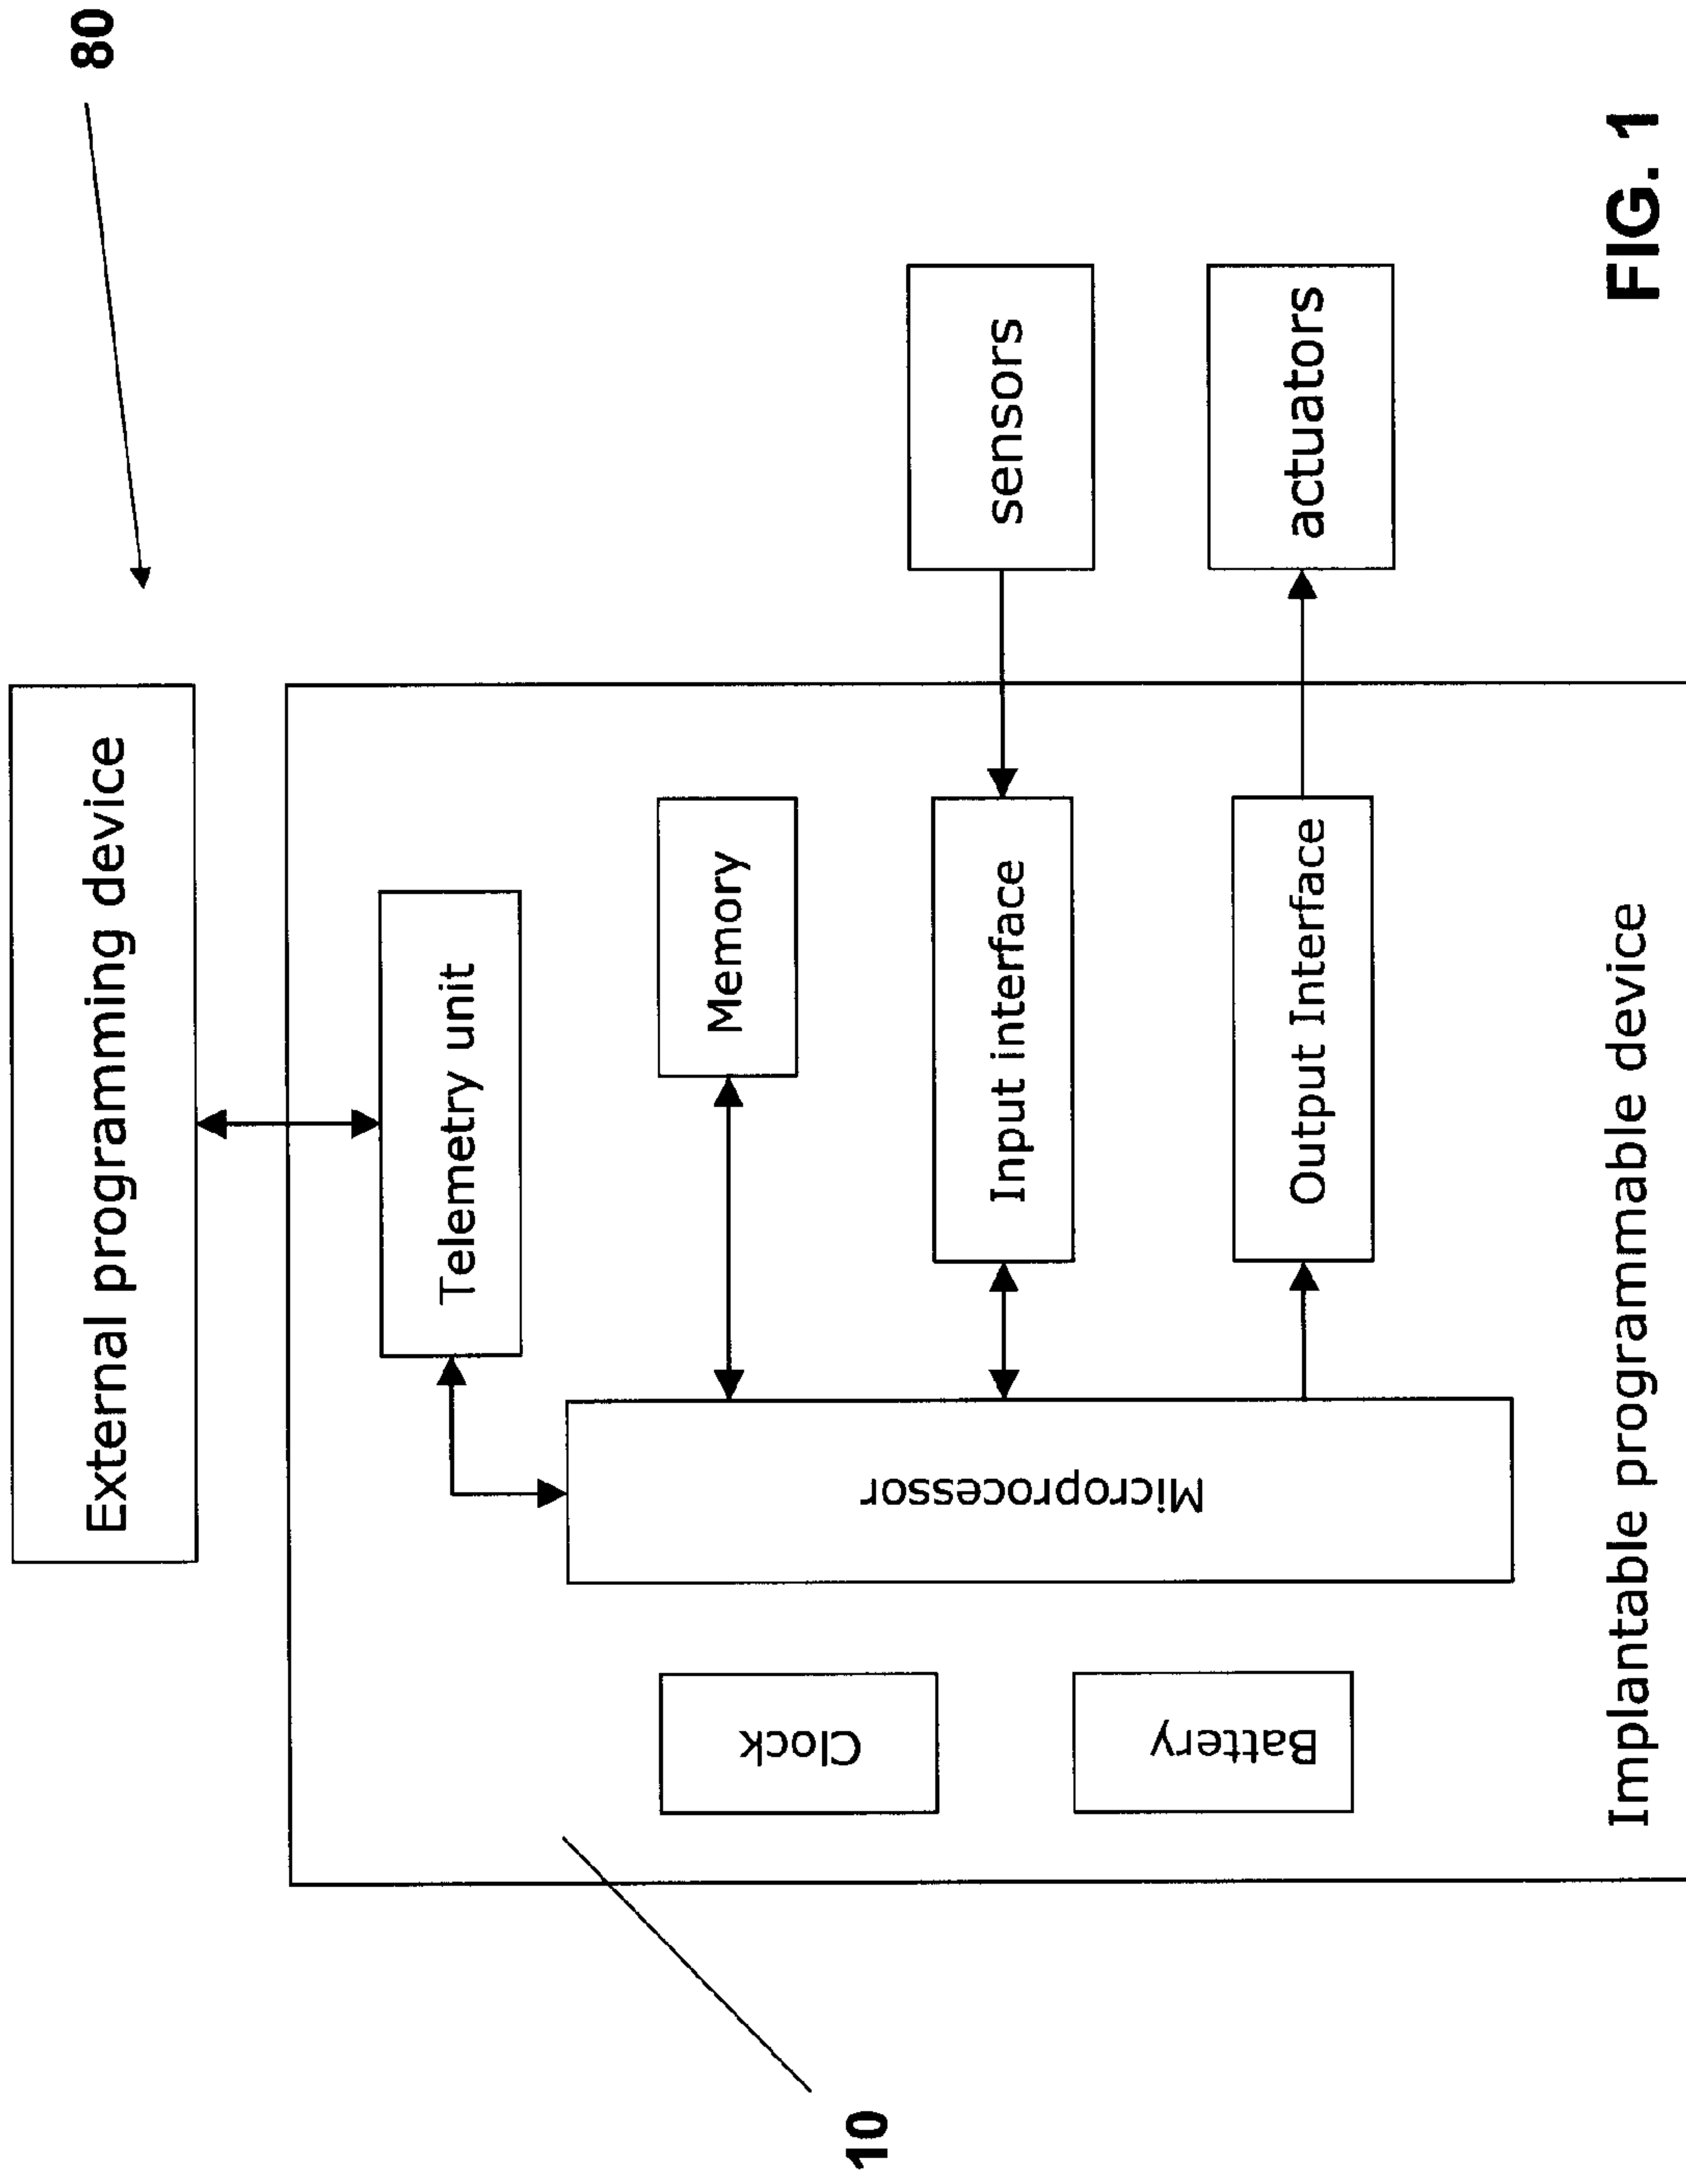 80
External programming device
Telemetry unit
Memory
Clock
Microprocessor
Input interface
sensors
Battery
Output Interface
actuators
Implantable programmable device
10
FIG. 1